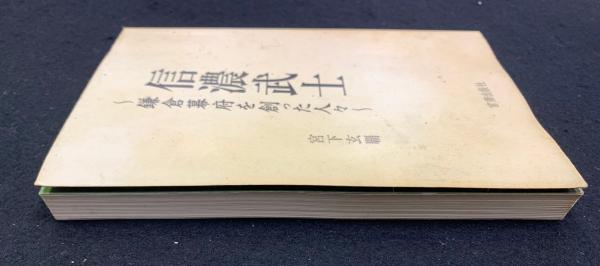 信濃武士
～鎌倉幕府を創った人々～
宮下玄覇
宮帯出版社